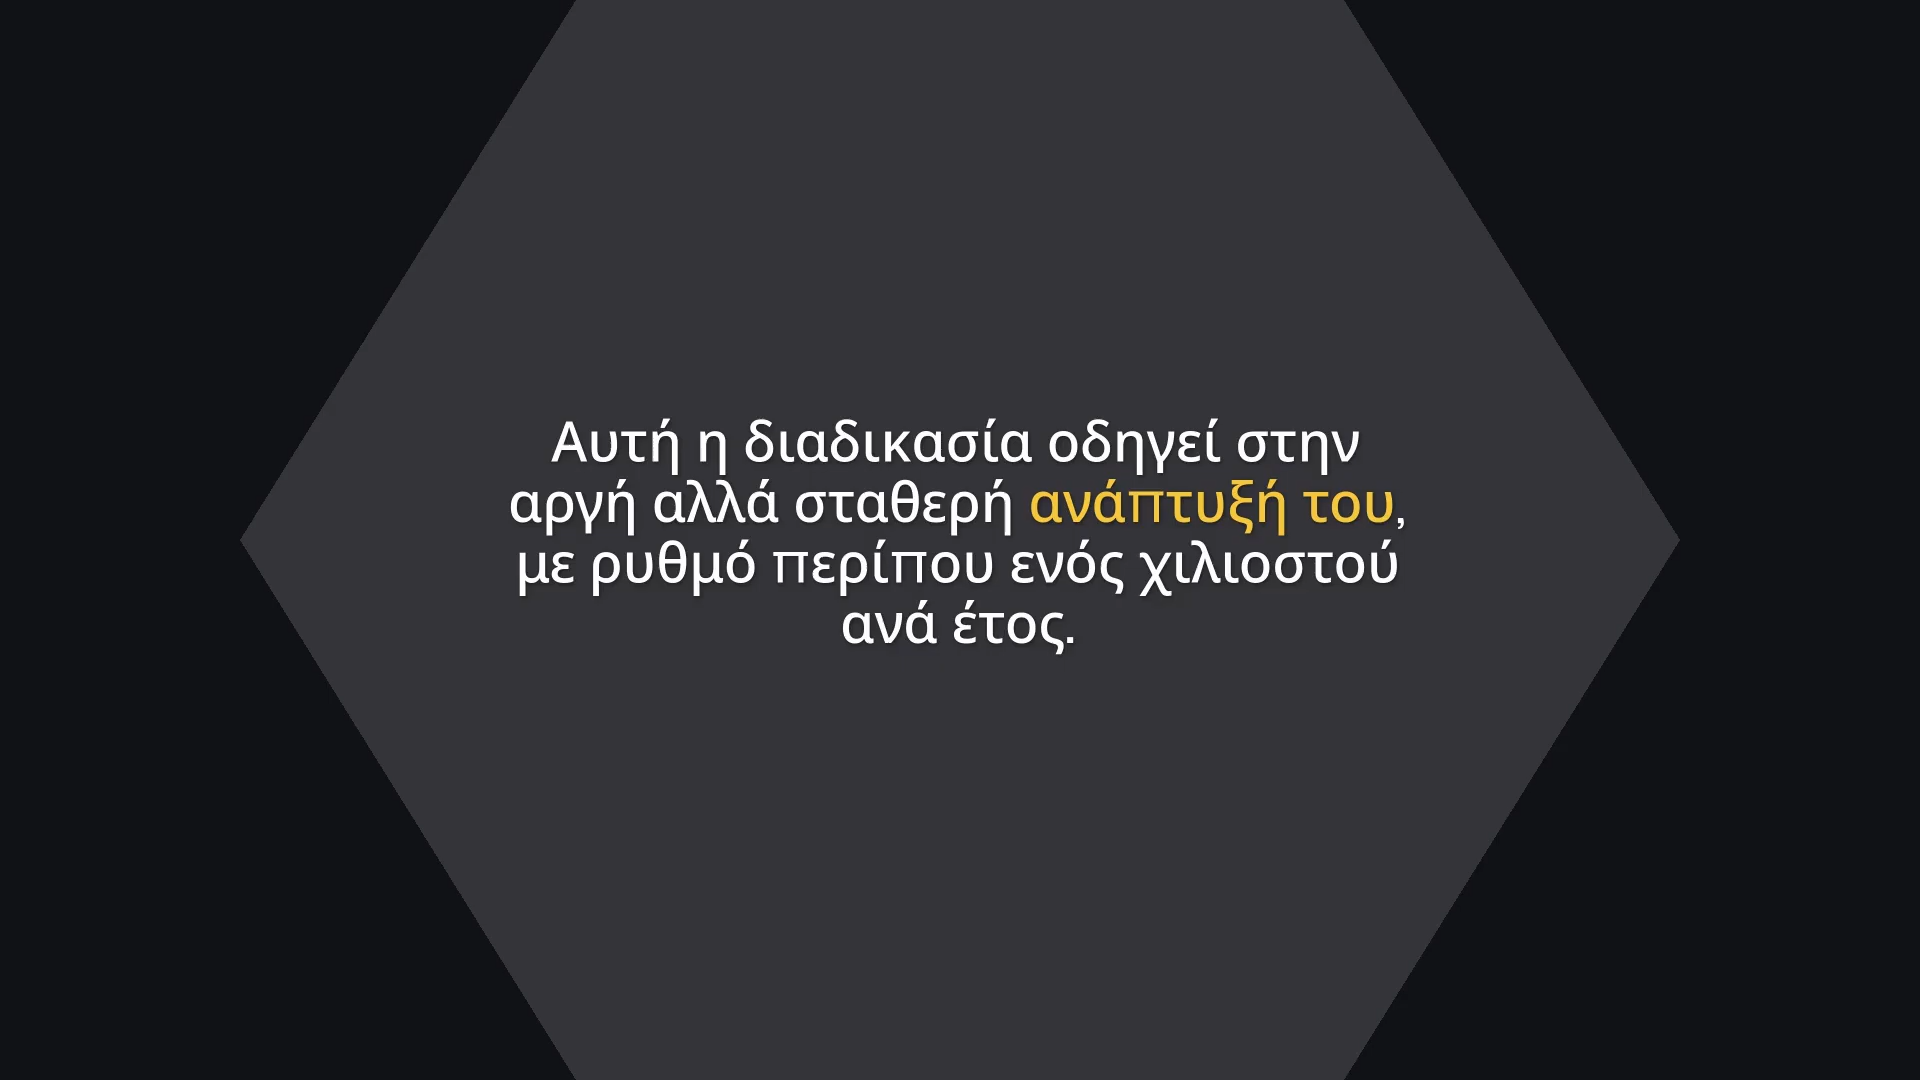 Αυτή η διαδικασία οδηγεί στην
αργή αλλά σταθερή ανάπτυξή του,
με ρυθμό περίπου ενός χιλιοστού
ανά έτος.